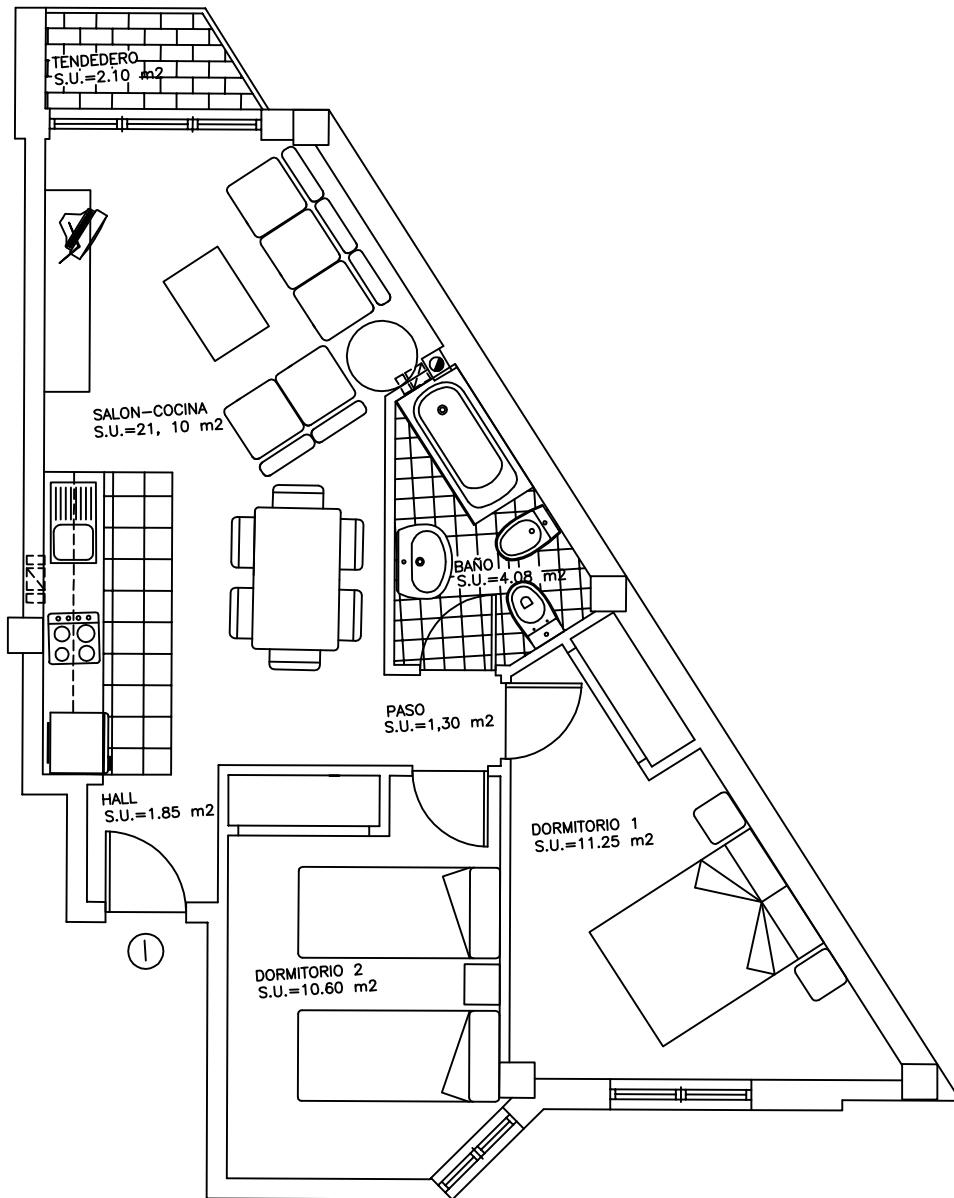 TENDEDERO
S.U.=2.10 m2
SALON-COCINA
S.U.=21, 10 m2
BAÑO
S.U.=4.08 m2
PASO
S.U.=1,30 m2
HALL
S.U.=1.85 m2
DORMITORIO 1
S.U.=11.25 m2
DORMITORIO 2
S.U.=10.60 m2
I